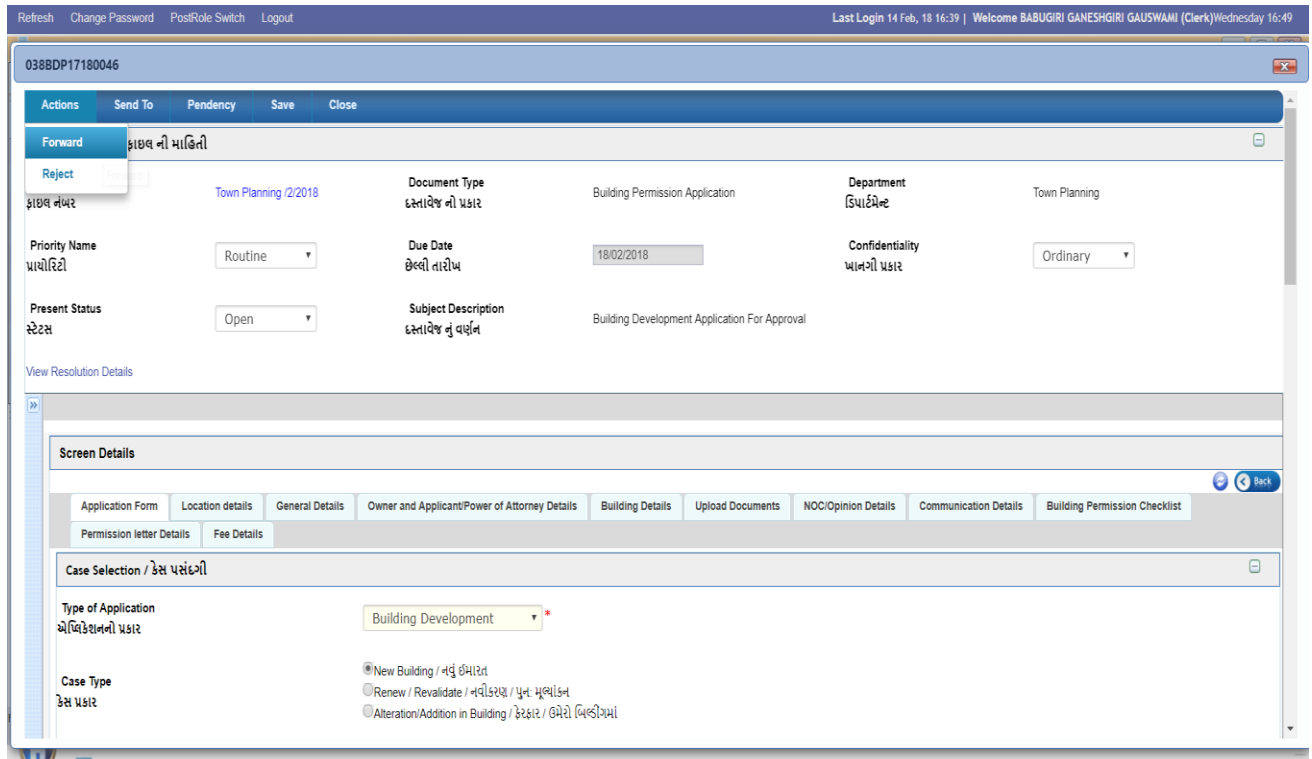 Refresh Change Password PostRole Switch Logout Last Login 14 Feb, 18 16:39 | Welcome BABUGIRI GANESHGIRI GAUSWAMI (Clerk)Wednesday 16:49
038BDP17180046
Actions Send To Pendency Save Close
Forward ફાઇલ ની માહિતી
Reject
Town Planning /2/2018 Document Type Building Permission Application Department Town Planning
ફાઇલ નંબર દસ્તાવેજ નો પ્રકાર ડિપાર્ટમેન્ટ
Priority Name Routine Due Date 18/02/2018 Confidentiality Ordinary
પ્રાયોરિટી છેલ્લી તારીખ ખાનગી પ્રકાર
Present Status Open Subject Description Building Development Application For Approval
સ્ટેટસ દસ્તાવેજ નું વર્ણન
View Resolution Details
Screen Details
Back
Application Form Location details General Details Owner and Applicant/Power of Attorney Details Building Details Upload Documents NOC/Opinion Details Communication Details Building Permission Checklist
Permission letter Details Fee Details
Case Selection / કેસ પસંદગી
Type of Application Building Development *
એપ્લિકેશનનો પ્રકાર
New Building / નવું ઈમારત
Case Type Renew / Revalidate / નવીકરણ / પુન: મૂલ્યાંકન
કેસ પ્રકાર Alteration/Addition in Building / ફેરફાર / ઉમેરો બિલ્ડીંગમાં